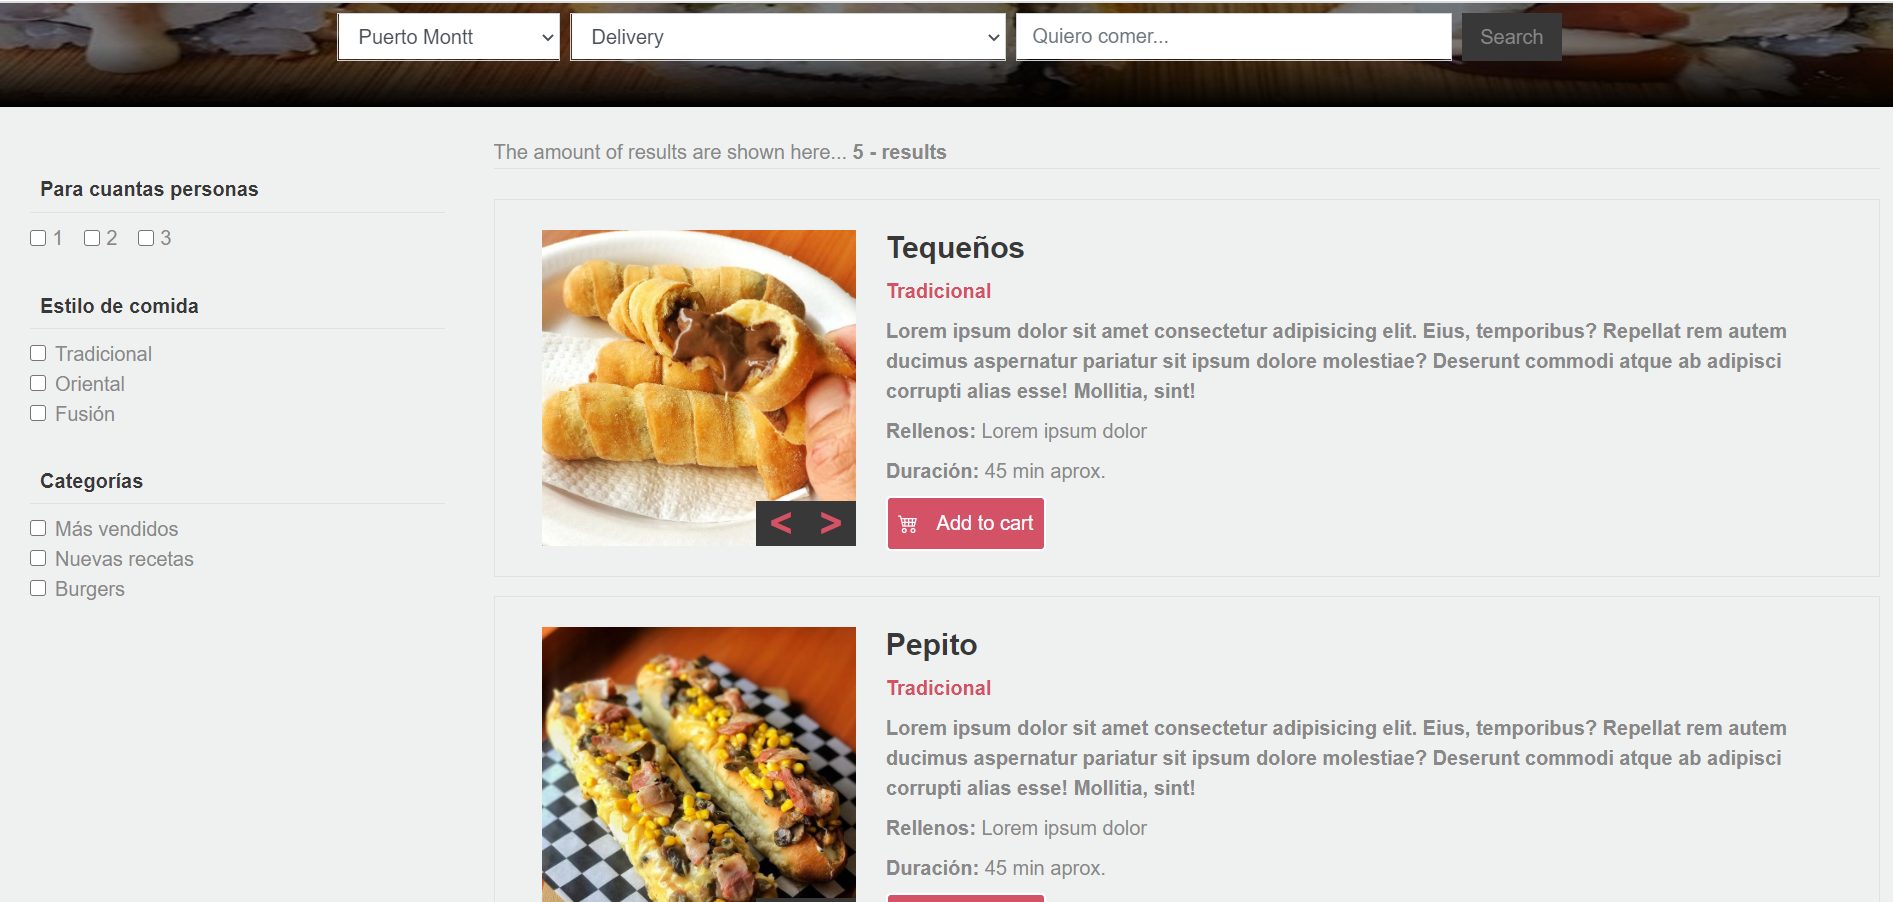 Puerto Montt Delivery Quiero comer... Search
The amount of results are shown here... 5 - results
Para cuantas personas
1 2 3
Estilo de comida
Tradicional
Oriental
Fusión
Categorías
Más vendidos
Nuevas recetas
Burgers
Tequeños
Tradicional
Lorem ipsum dolor sit amet consectetur adipisicing elit. Eius, temporibus? Repellat rem autem
ducimus aspernatur pariatur sit ipsum dolore molestiae? Deserunt commodi atque ab adipisci
corrupti alias esse! Mollitia, sint!
Rellenos: Lorem ipsum dolor
Duración: 45 min aprox.
< >
Add to cart
Pepito
Tradicional
Lorem ipsum dolor sit amet consectetur adipisicing elit. Eius, temporibus? Repellat rem autem
ducimus aspernatur pariatur sit ipsum dolore molestiae? Deserunt commodi atque ab adipisci
corrupti alias esse! Mollitia, sint!
Rellenos: Lorem ipsum dolor
Duración: 45 min aprox.